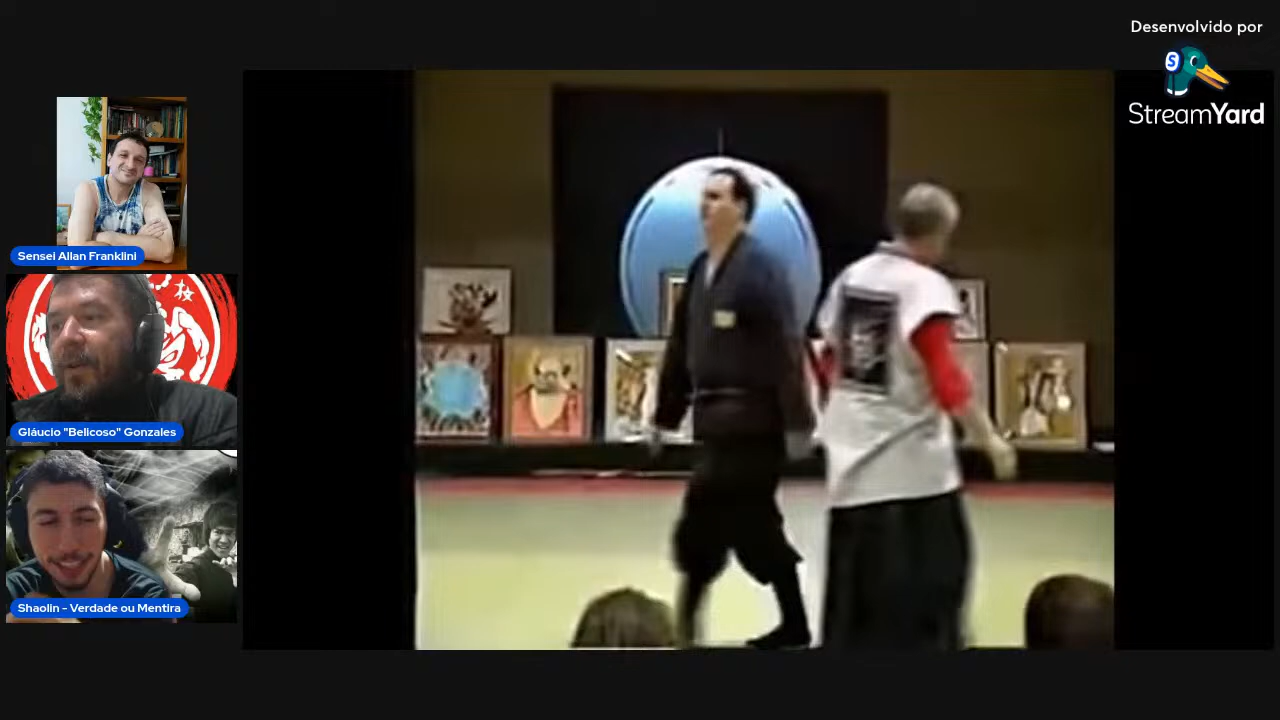 Desenvolvido por
StreamYard
Sensei Allan Franklini
Gláucio "Belicoso" Gonzales
Shaolin - Verdade ou Mentira